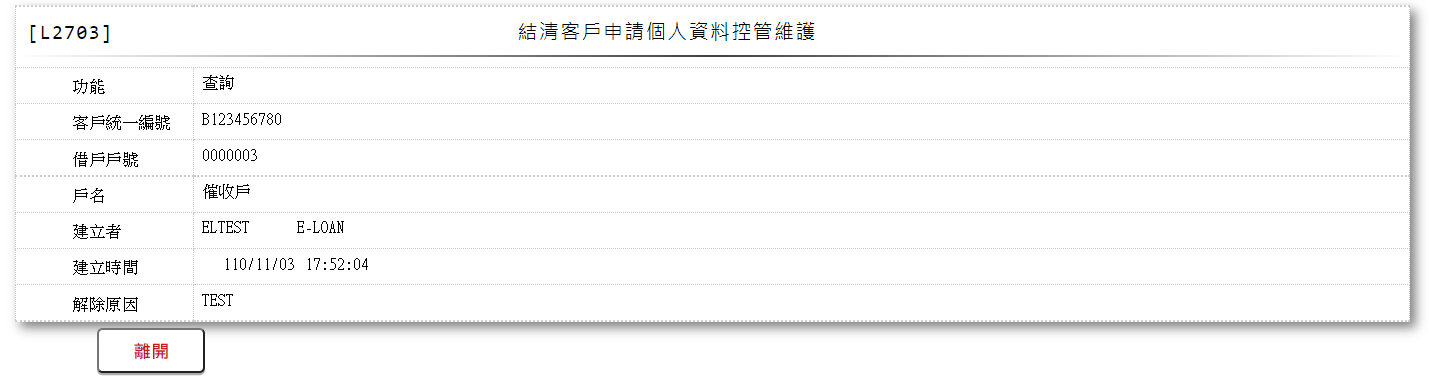 [L2703] 結清客戶申請個人資料控管維護
功能 查詢
客戶統一編號 B123456780
借戶戶號 0000003
戶名 催收戶
建立者 ELTEST E-LOAN
建立時間 110/11/03 17:52:04
解除原因 TEST
離開